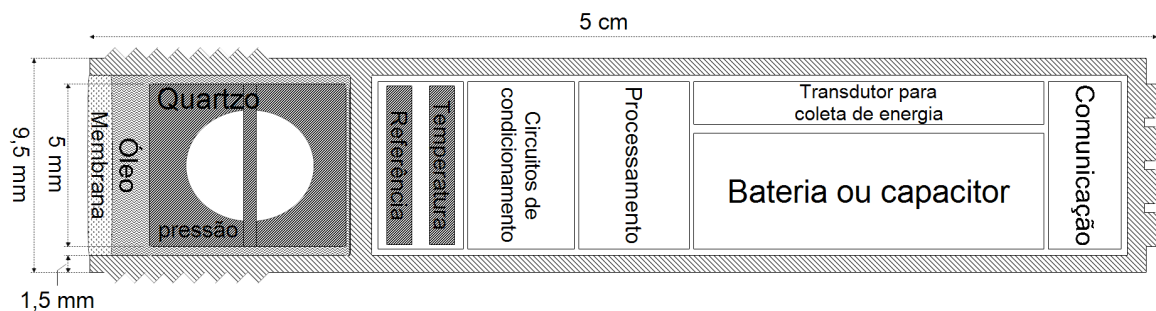 5 cm
9,5 mm
5 mm
1,5 mm
Membrana
Óleo
Quartzo
pressão
Referência
Temperatura
Circuitos de
condicionamento
Processamento
Transdutor para
coleta de energia
Bateria ou capacitor
Comunicação